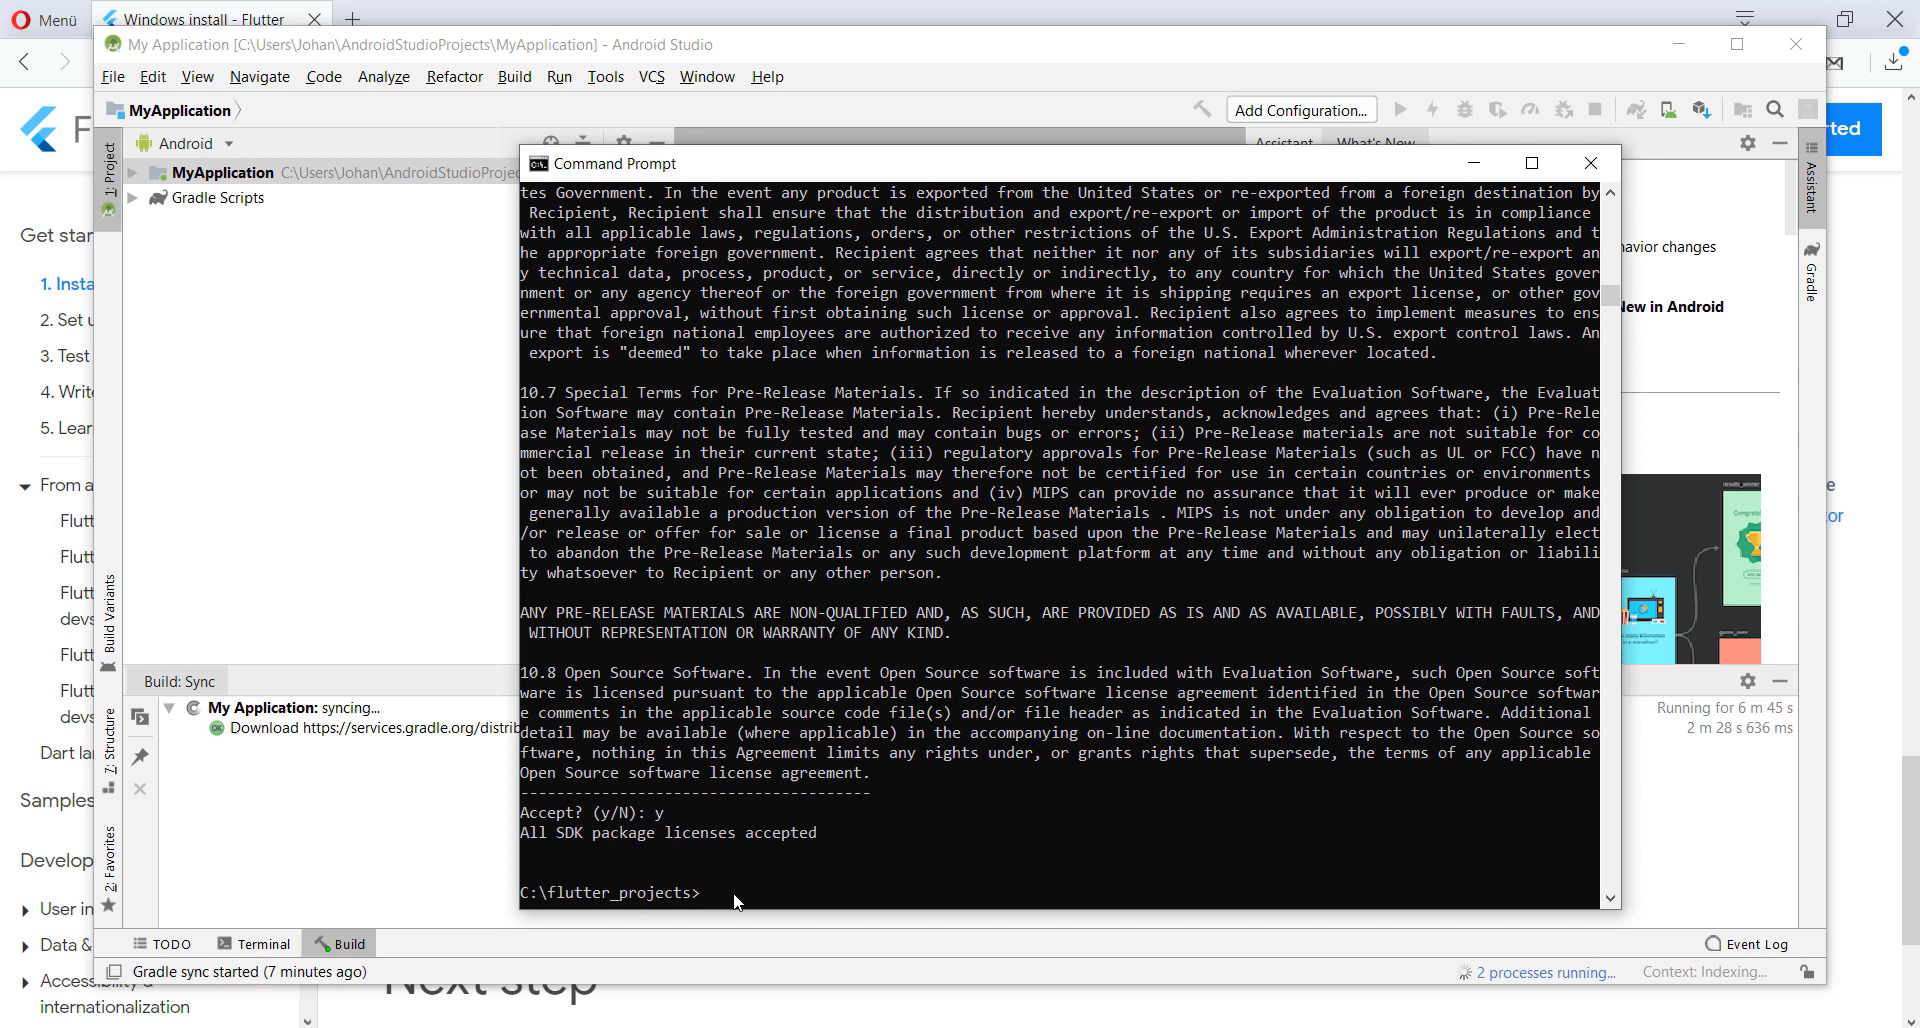 Menü
Windows install - Flutter
My Application [C:\Users\Johan\AndroidStudioProjects\MyApplication] - Android Studio
File Edit View Navigate Code Analyze Refactor Build Run Tools VCS Window Help
MyApplication
Add Configuration...
F
rted
Android
Assistant What's New
1: Project
MyApplication C:\Users\Johan\AndroidStudioProjec
Gradle Scripts
Assistant
Gradle
Get star
1. Insta
2. Set u
3. Test
4. Write
5. Lear
From a
Flutt
Flutt
Flutt
devs
Flutt
Flutt
devs
Dart la
Samples
Develop
User in
Data &
Accessibility &
internationalization
avior changes
New in Android
e
or
Command Prompt
tes Government. In the event any product is exported from the United States or re-exported from a foreign destination by
Recipient, Recipient shall ensure that the distribution and export/re-export or import of the product is in compliance
with all applicable laws, regulations, orders, or other restrictions of the U.S. Export Administration Regulations and t
he appropriate foreign government. Recipient agrees that neither it nor any of its subsidiaries will export/re-export an
y technical data, process, product, or service, directly or indirectly, to any country for which the United States gover
nment or any agency thereof or the foreign government from where it is shipping requires an export license, or other gov
ernmental approval, without first obtaining such license or approval. Recipient also agrees to implement measures to ens
ure that foreign national employees are authorized to receive any information controlled by U.S. export control laws. An
export is "deemed" to take place when information is released to a foreign national wherever located.
10.7 Special Terms for Pre-Release Materials. If so indicated in the description of the Evaluation Software, the Evaluat
ion Software may contain Pre-Release Materials. Recipient hereby understands, acknowledges and agrees that: (i) Pre-Rele
ase Materials may not be fully tested and may contain bugs or errors; (ii) Pre-Release materials are not suitable for co
mmercial release in their current state; (iii) regulatory approvals for Pre-Release Materials (such as UL or FCC) have n
ot been obtained, and Pre-Release Materials may therefore not be certified for use in certain countries or environments
or may not be suitable for certain applications and (iv) MIPS can provide no assurance that it will ever produce or make
generally available a production version of the Pre-Release Materials . MIPS is not under any obligation to develop and
/or release or offer for sale or license a final product based upon the Pre-Release Materials and may unilaterally elect
to abandon the Pre-Release Materials or any such development platform at any time and without any obligation or liabili
ty whatsoever to Recipient or any other person.
ANY PRE-RELEASE MATERIALS ARE NON-QUALIFIED AND, AS SUCH, ARE PROVIDED AS IS AND AS AVAILABLE, POSSIBLY WITH FAULTS, AND
WITHOUT REPRESENTATION OR WARRANTY OF ANY KIND.
10.8 Open Source Software. In the event Open Source software is included with Evaluation Software, such Open Source soft
ware is licensed pursuant to the applicable Open Source software license agreement identified in the Open Source softwar
e comments in the applicable source code file(s) and/or file header as indicated in the Evaluation Software. Additional
detail may be available (where applicable) in the accompanying on-line documentation. With respect to the Open Source so
ftware, nothing in this Agreement limits any rights under, or grants rights that supersede, the terms of any applicable
Open Source software license agreement.
---------------------------------------
Accept? (y/N): y
All SDK package licenses accepted
C:\flutter_projects>
Build Variants
7: Structure
2: Favorites
Build: Sync
My Application: syncing...
Download https://services.gradle.org/distrib
Running for 6 m 45 s
2 m 28 s 636 ms
TODO Terminal Build
Event Log
Gradle sync started (7 minutes ago)
2 processes running...
Context: Indexing...
Next step